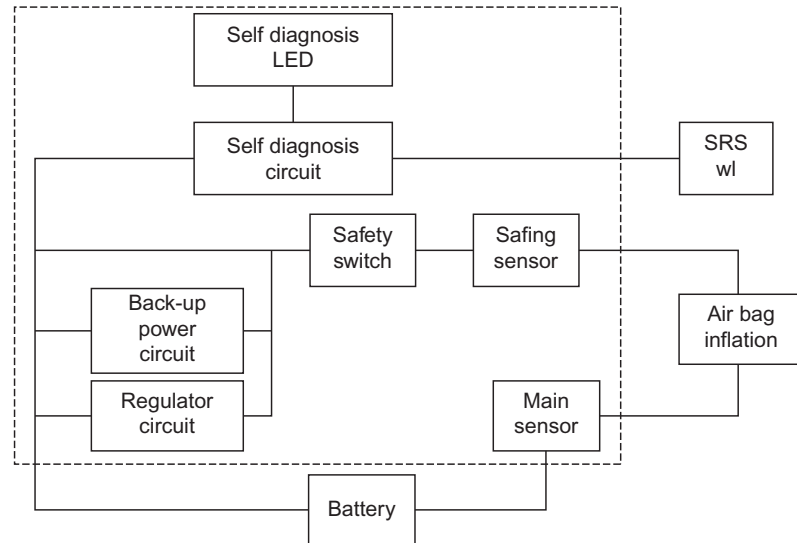 Self diagnosis
LED
Self diagnosis
circuit
SRS
wl
Safety
switch
Safing
sensor
Back-up
power
circuit
Air bag
inflation
Regulator
circuit
Main
sensor
Battery